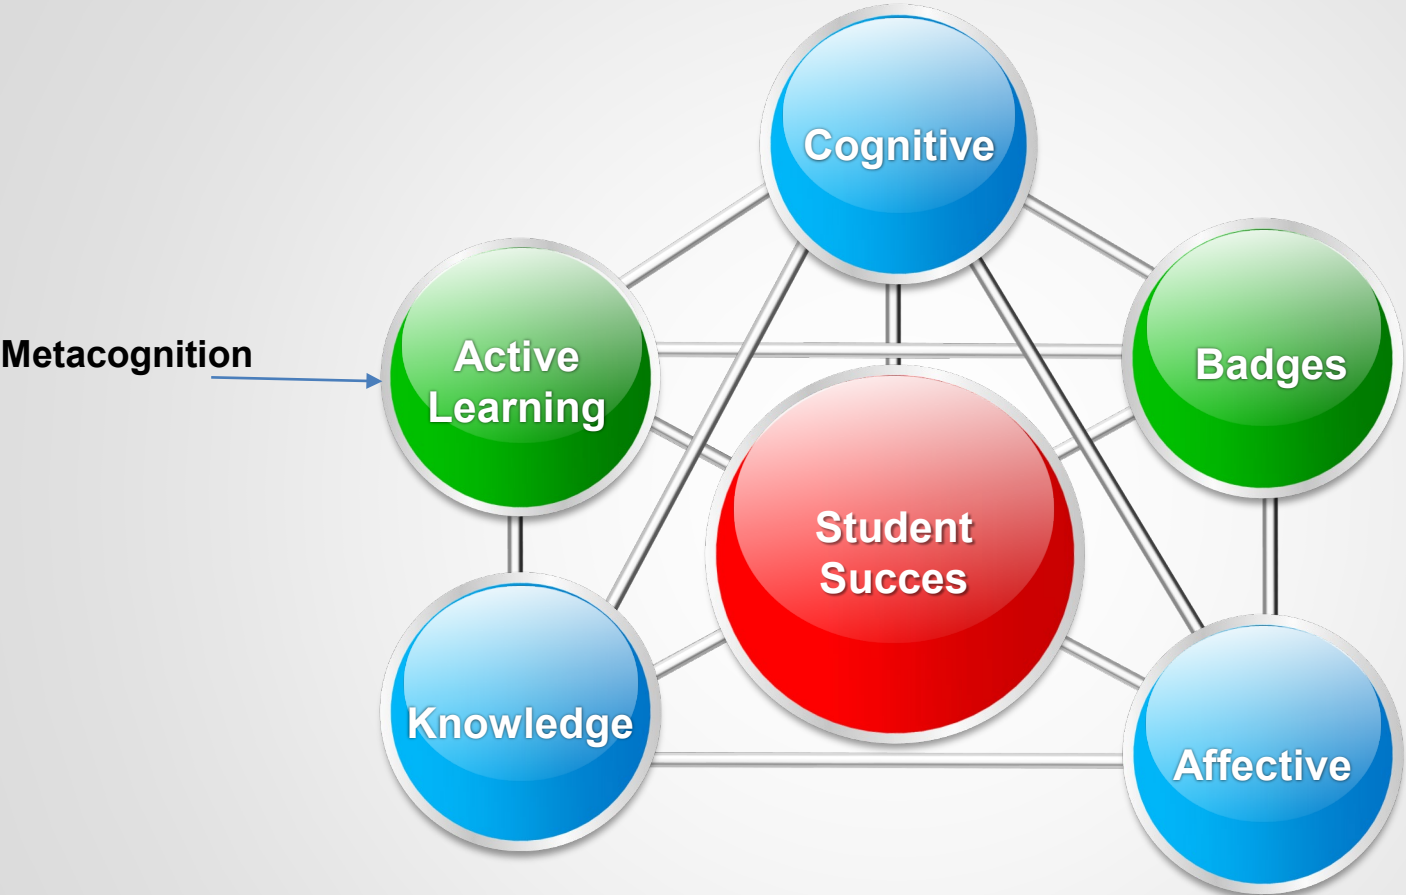 Cognitive
Metacognition
Active
Learning
Badges
Student
Succes
Knowledge
Affective